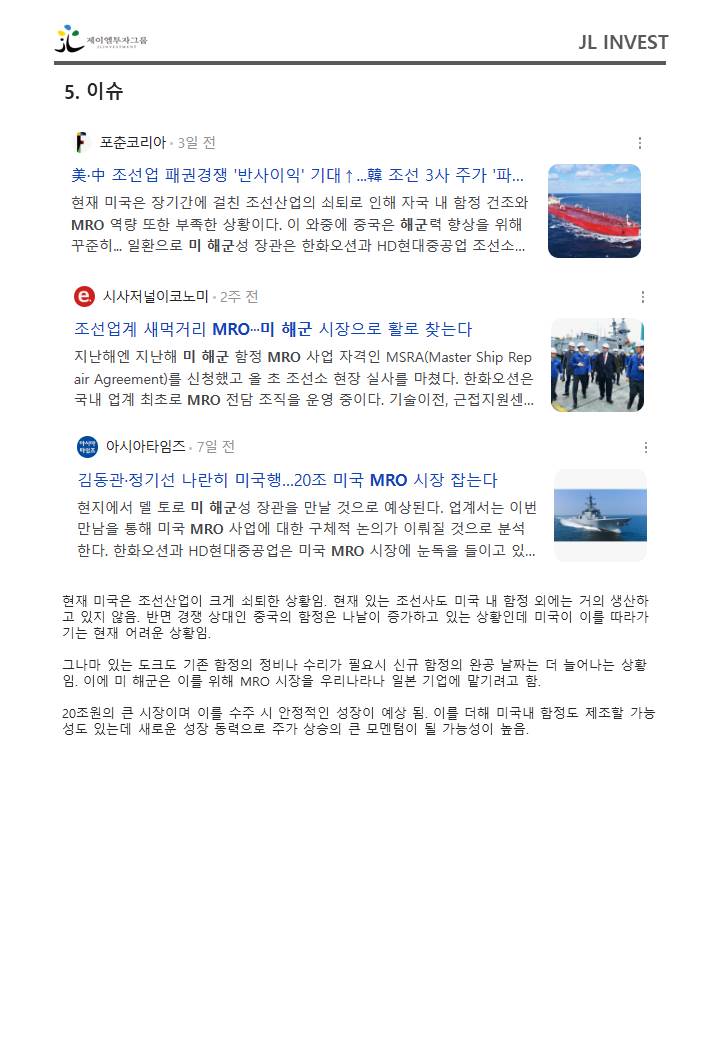 제이엘투자그룹
JL INVESTMENT
JL INVEST
5. 이슈
포춘코리아 · 3일 전
美·中 조선업 패권경쟁 '반사이익' 기대↑...韓 조선 3사 주가 '파...
현재 미국은 장기간에 걸친 조선산업의 쇠퇴로 인해 자국 내 함정 건조와
MRO 역량 또한 부족한 상황이다. 이 와중에 중국은 해군력 향상을 위해
꾸준히... 일환으로 미 해군성 장관은 한화오션과 HD현대중공업 조선소...
e.
시사저널이코노미 · 2주 전
조선업계 새먹거리 MRO···미 해군 시장으로 활로 찾는다
지난해엔 지난해 미 해군 함정 MRO 사업 자격인 MSRA(Master Ship Rep
air Agreement)를 신청했고 올 초 조선소 현장 실사를 마쳤다. 한화오션은
국내 업계 최초로 MRO 전담 조직을 운영 중이다. 기술이전, 근접지원센...
아시아
타임즈
아시아타임즈 · 7일 전
김동관·정기선 나란히 미국행...20조 미국 MRO 시장 잡는다
현지에서 델 토로 미 해군성 장관을 만날 것으로 예상된다. 업계서는 이번
만남을 통해 미국 MRO 사업에 대한 구체적 논의가 이뤄질 것으로 분석
한다. 한화오션과 HD현대중공업은 미국 MRO 시장에 눈독을 들이고 있...
현재 미국은 조선산업이 크게 쇠퇴한 상황임. 현재 있는 조선사도 미국 내 함정 외에는 거의 생산하
고 있지 않음. 반면 경쟁 상대인 중국의 함정은 나날이 증가하고 있는 상황인데 미국이 이를 따라가
기는 현재 어려운 상황임.
그나마 있는 도크도 기존 함정의 정비나 수리가 필요시 신규 함정의 완공 날짜는 더 늘어나는 상황
임. 이에 미 해군은 이를 위해 MRO 시장을 우리나라나 일본 기업에 맡기려고 함.
20조원의 큰 시장이며 이를 수주 시 안정적인 성장이 예상 됨. 이를 더해 미국내 함정도 제조할 가능
성도 있는데 새로운 성장 동력으로 주가 상승의 큰 모멘텀이 될 가능성이 높음.